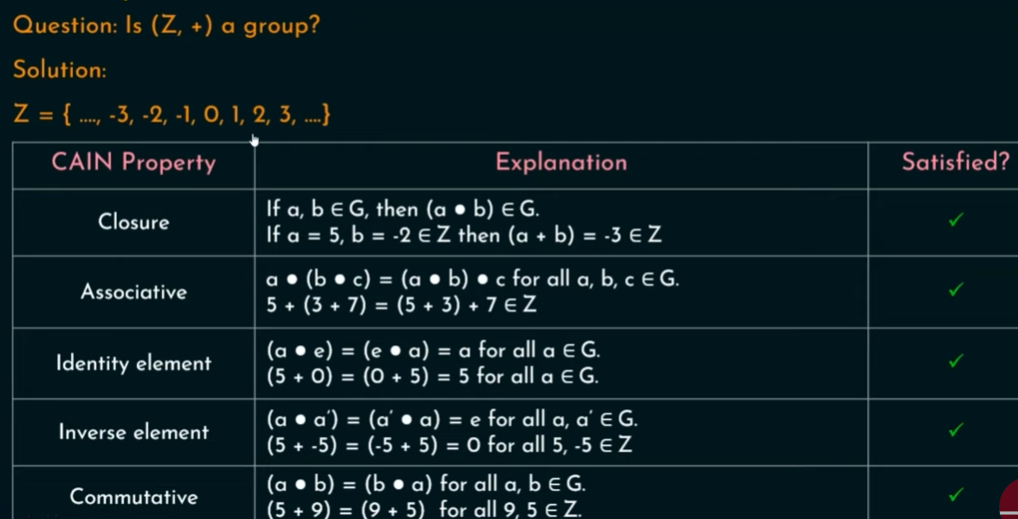 Question: Is (Z, +) a group?
Solution:
Z = { ...., -3, -2, -1, 0, 1, 2, 3, ....}
CAIN Property Explanation Satisfied?
Closure
If a, b ∈ G, then (a • b) ∈ G.
If a = 5, b = -2 ∈ Z then (a + b) = -3 ∈ Z
✓
Associative
a • (b • c) = (a • b) • c for all a, b, c ∈ G.
5 + (3 + 7) = (5 + 3) + 7 ∈ Z
✓
Identity element
(a • e) = (e • a) = a for all a ∈ G.
(5 + 0) = (0 + 5) = 5 for all a ∈ G.
✓
Inverse element
(a • a') = (a' • a) = e for all a, a' ∈ G.
(5 + -5) = (-5 + 5) = 0 for all 5, -5 ∈ Z
✓
Commutative
(a • b) = (b • a) for all a, b ∈ G.
(5 + 9) = (9 + 5) for all 9, 5 ∈ Z.
✓